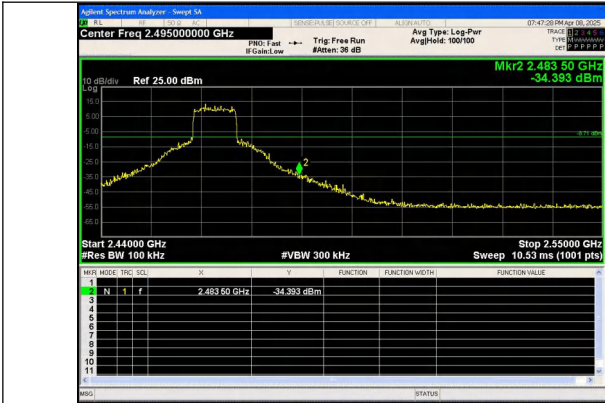 Agilent Spectrum Analyzer - Swept SA
RL RF 50 Ω AC SENSE:PULSE SOURCE OFF ALIGN AUTO 07:47:28 PM Apr 08, 2025
Center Freq 2.495000000 GHz
PNO: Fast
IFGain:Low
Trig: Free Run
#Atten: 36 dB
Avg Type: Log-Pwr
Avg|Hold: 100/100
TRACE 1 2 3 4 5 6
TYPE M
DET P P P P P P
Mkr2 2.483 50 GHz
-34.393 dBm
10 dB/div Ref 25.00 dBm
Log
15.0
5.00
-5.00
-8.71 dBm
-15.0
-25.0
2
-35.0
-45.0
-55.0
-65.0
Start 2.44000 GHz Stop 2.55000 GHz
#Res BW 100 kHz #VBW 300 kHz Sweep 10.53 ms (1001 pts)
MKR MODE TRC SCL X Y FUNCTION FUNCTION WIDTH FUNCTION VALUE
1
2 N 1 f 2.483 50 GHz -34.393 dBm
3
4
5
6
7
8
9
10
11
MSG STATUS